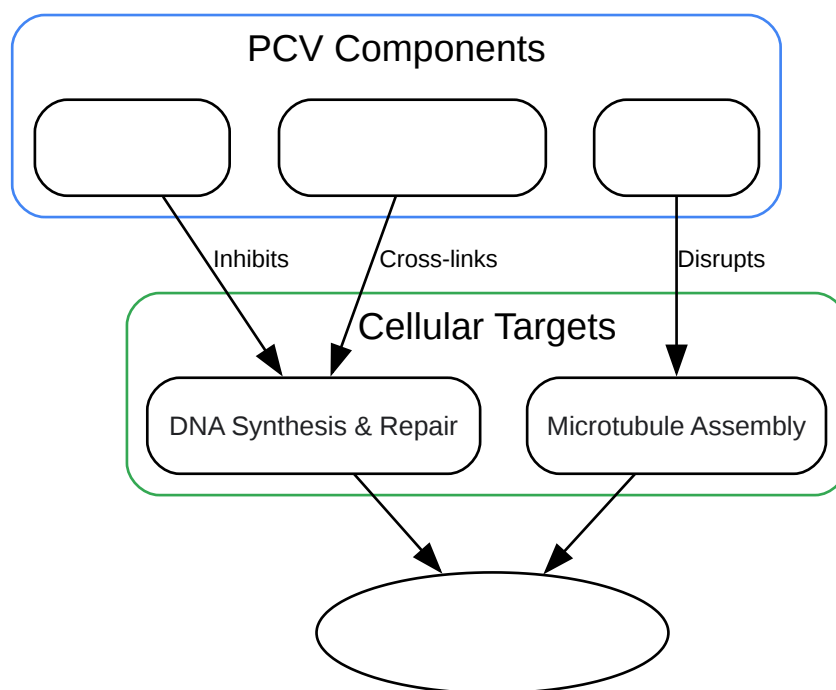 PCV Components
Inhibits
Cross-links
Disrupts
Cellular Targets
DNA Synthesis & Repair
Microtubule Assembly